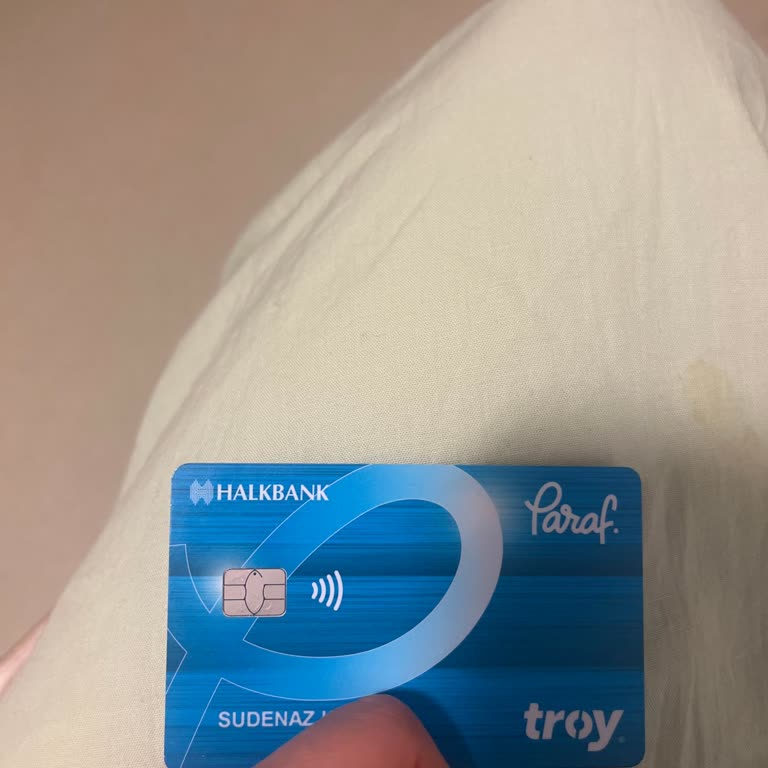 HALKBANK
Paraf.
SUDENAZ
troy